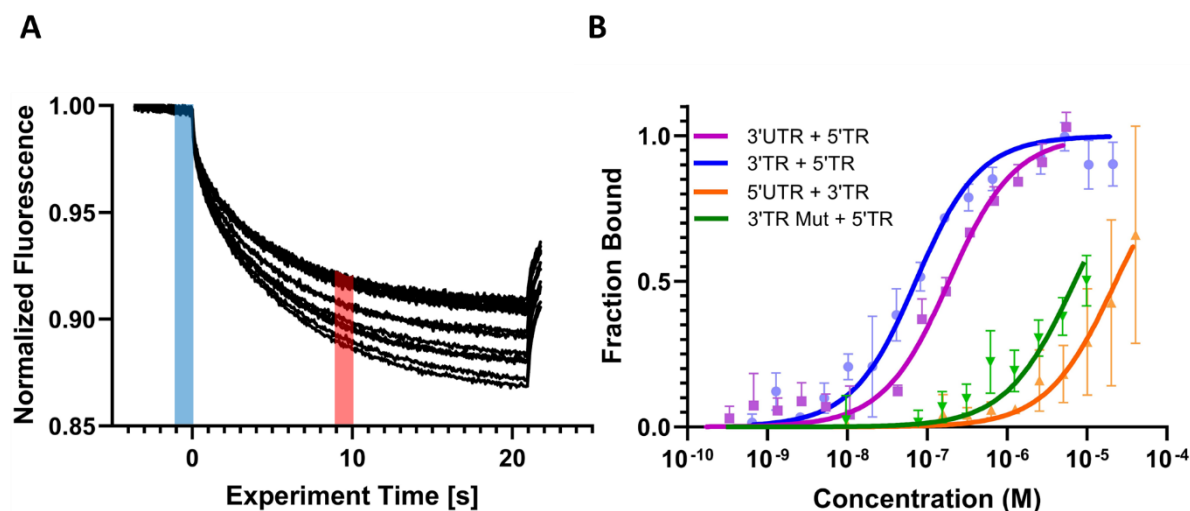 A
B
1.00
0.95
0.90
0.85
Normalized Fluorescence
0
10
20
Experiment Time [s]
1.0
0.5
0.0
Fraction Bound
3'UTR + 5'TR
3'TR + 5'TR
5'UTR + 3'TR
3'TR Mut + 5'TR
10⁻¹⁰
10⁻⁹
10⁻⁸
10⁻⁷
10⁻⁶
10⁻⁵
10⁻⁴
Concentration (M)